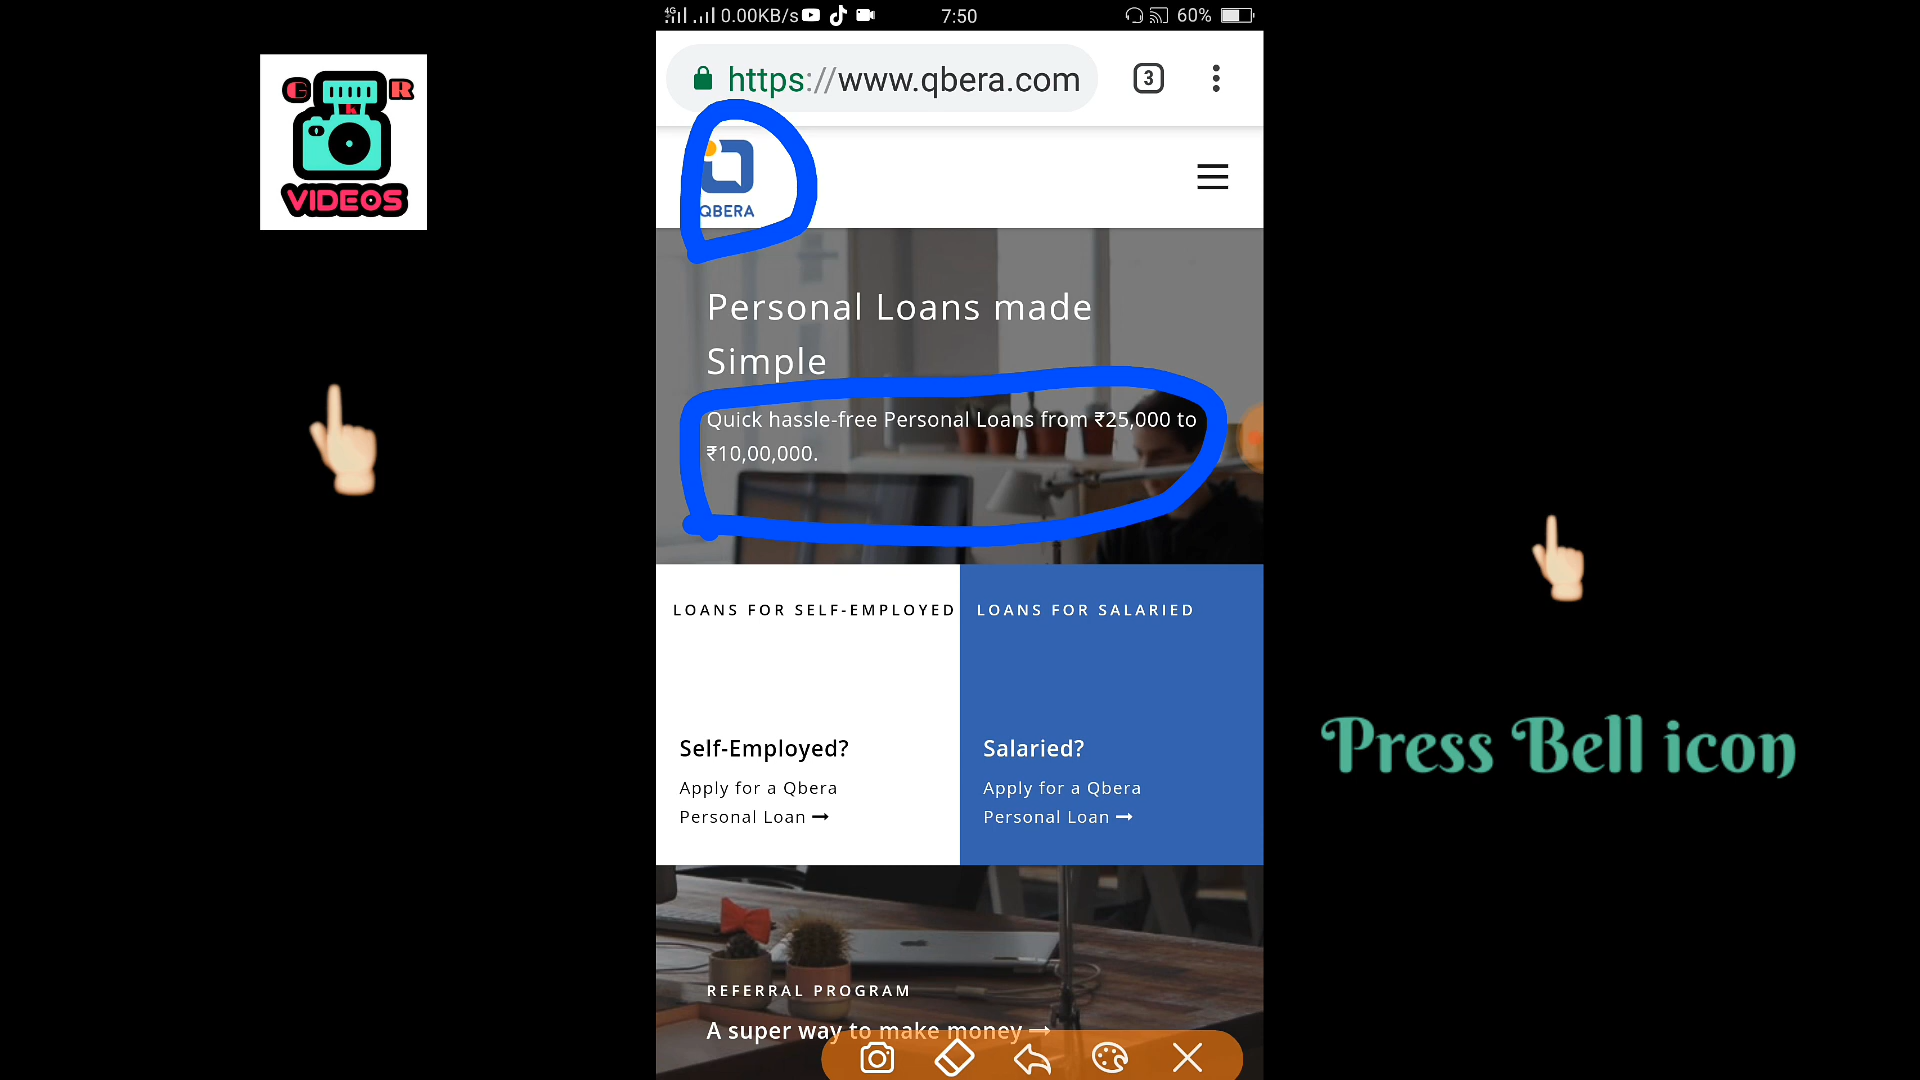 G R
VIDEOS
4G
0.00KB/s
7:50
60%
https://www.qbera.com
3
QBERA
Personal Loans made
Simple
Quick hassle-free Personal Loans from ₹25,000 to
₹10,00,000.
LOANS FOR SELF-EMPLOYED
Self-Employed?
Apply for a Qbera
Personal Loan →
LOANS FOR SALARIED
Salaried?
Apply for a Qbera
Personal Loan →
REFERRAL PROGRAM
A super way to make money →
Press Bell icon